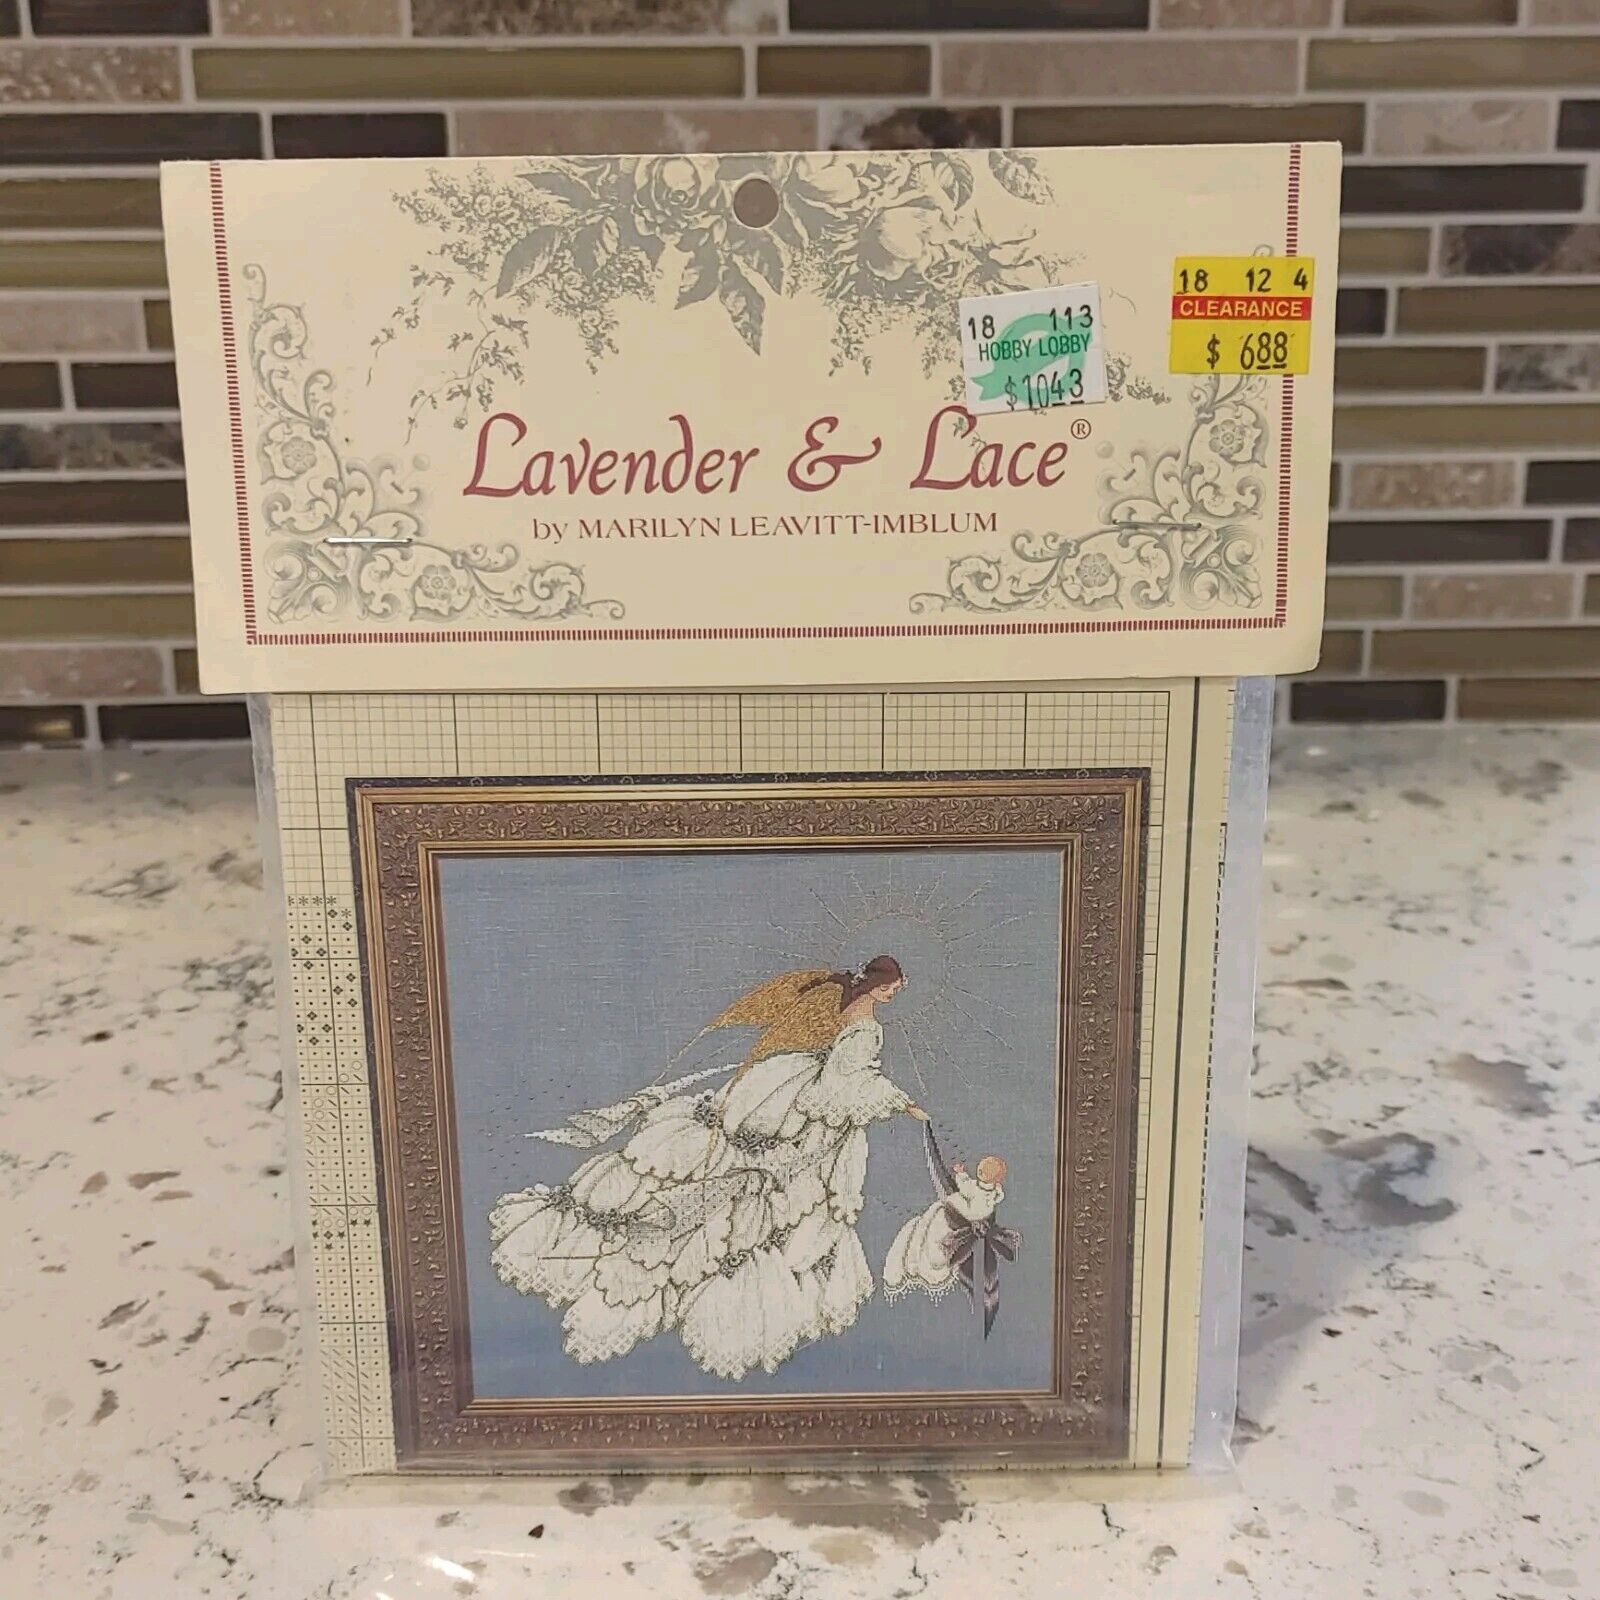 18 12 4
CLEARANCE
$ 688
18 113
HOBBY LOBBY
$1043
Lavender & Lace®
by MARILYN LEAVITT-IMBLUM